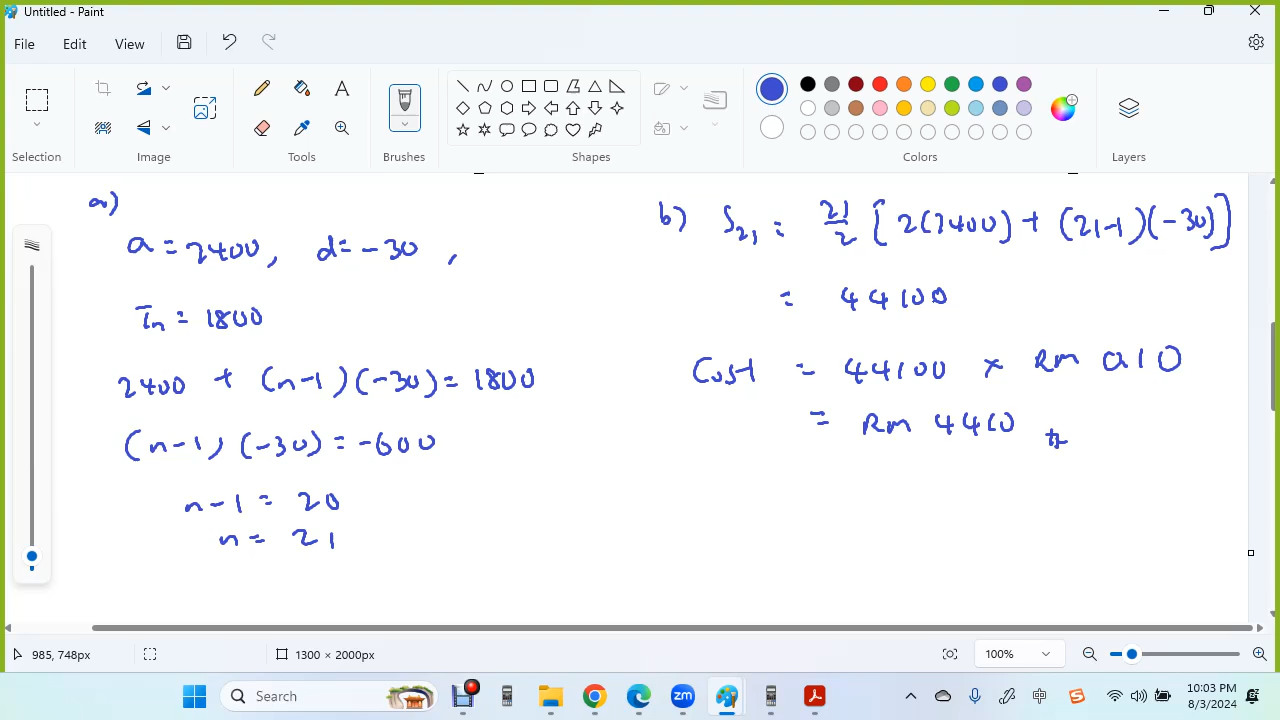 Untitled - Paint
File Edit View
Selection Image Tools Brushes Shapes Colors Layers
a)
a = 2400, d = -30 ,
Tn = 1800
2400 + (n-1)(-30) = 1800
(n-1) (-30) = -600
n-1 = 20
n = 21
b) S21 = 21/2 [2(2400) + (21-1)(-30)]
= 44100
Cost = 44100 × RM 0.10
= RM 4410 #
985, 748px 1300 × 2000px 100%
Search zm 中 S 10:03 PM
8/3/2024